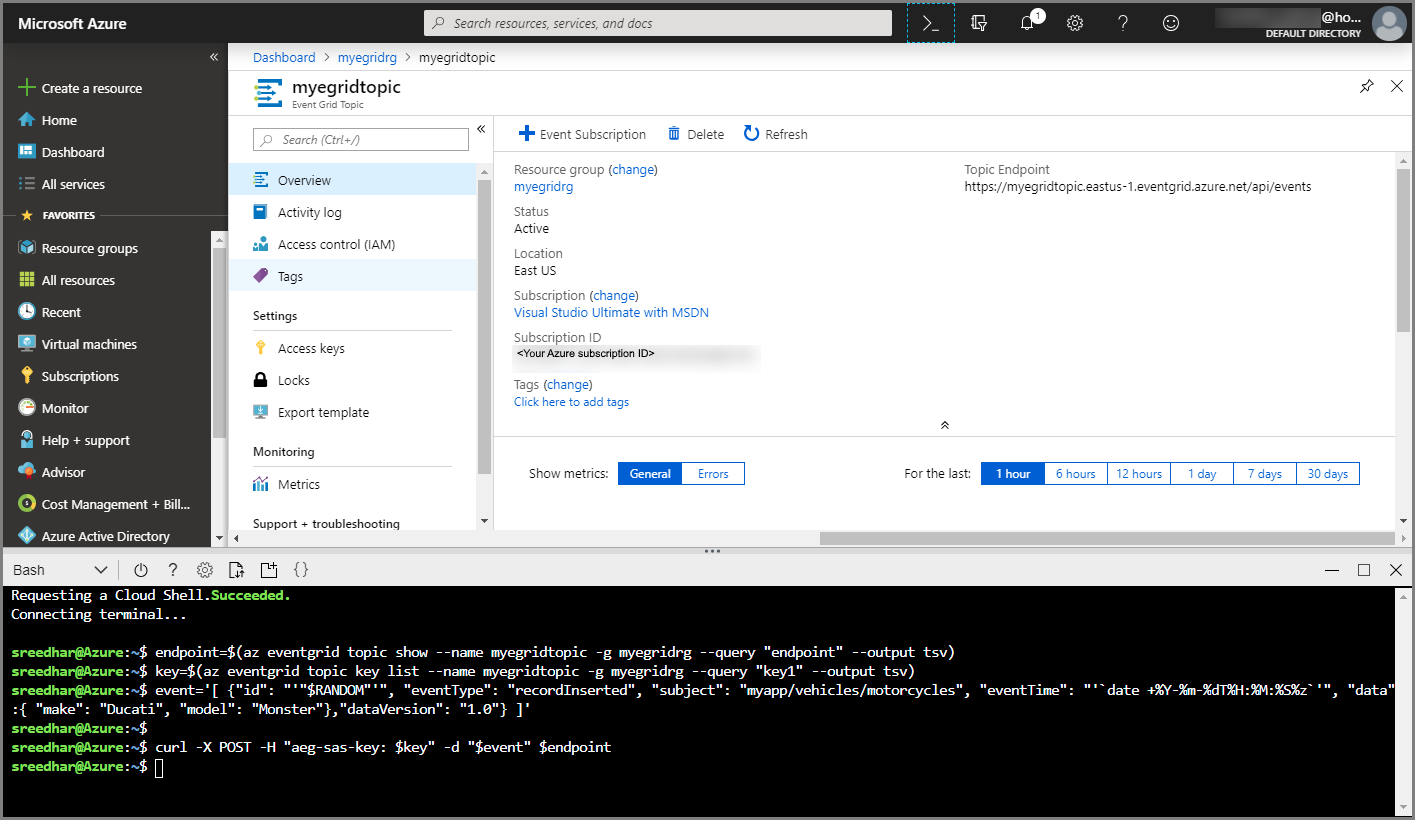 Microsoft Azure
Search resources, services, and docs
1
@ho...
DEFAULT DIRECTORY
Create a resource
Home
Dashboard
All services
FAVORITES
Resource groups
All resources
Recent
Virtual machines
Subscriptions
Monitor
Help + support
Advisor
Cost Management + Bill...
Azure Active Directory
Dashboard > myegridrg > myegridtopic
myegridtopic
Event Grid Topic
Search (Ctrl+/)
Overview
Activity log
Access control (IAM)
Tags
Settings
Access keys
Locks
Export template
Monitoring
Metrics
Support + troubleshooting
Event Subscription Delete Refresh
Resource group (change)
myegridrg
Status
Active
Location
East US
Subscription (change)
Visual Studio Ultimate with MSDN
Subscription ID
<Your Azure subscription ID>
Tags (change)
Click here to add tags
Topic Endpoint
https://myegridtopic.eastus-1.eventgrid.azure.net/api/events
Show metrics: General Errors
For the last: 1 hour 6 hours 12 hours 1 day 7 days 30 days
Bash
Requesting a Cloud Shell.Succeeded.
Connecting terminal...
sreedhar@Azure:~$ endpoint=$(az eventgrid topic show --name myegridtopic -g myegridrg --query "endpoint" --output tsv)
sreedhar@Azure:~$ key=$(az eventgrid topic key list --name myegridtopic -g myegridrg --query "key1" --output tsv)
sreedhar@Azure:~$ event='[ {"id": "'"$RANDOM"'", "eventType": "recordInserted", "subject": "myapp/vehicles/motorcycles", "eventTime": "'`date +%Y-%m-%dT%H:%M:%S%z`'", "data"
:{ "make": "Ducati", "model": "Monster"},"dataVersion": "1.0"} ]'
sreedhar@Azure:~$
sreedhar@Azure:~$ curl -X POST -H "aeg-sas-key: $key" -d "$event" $endpoint
sreedhar@Azure:~$